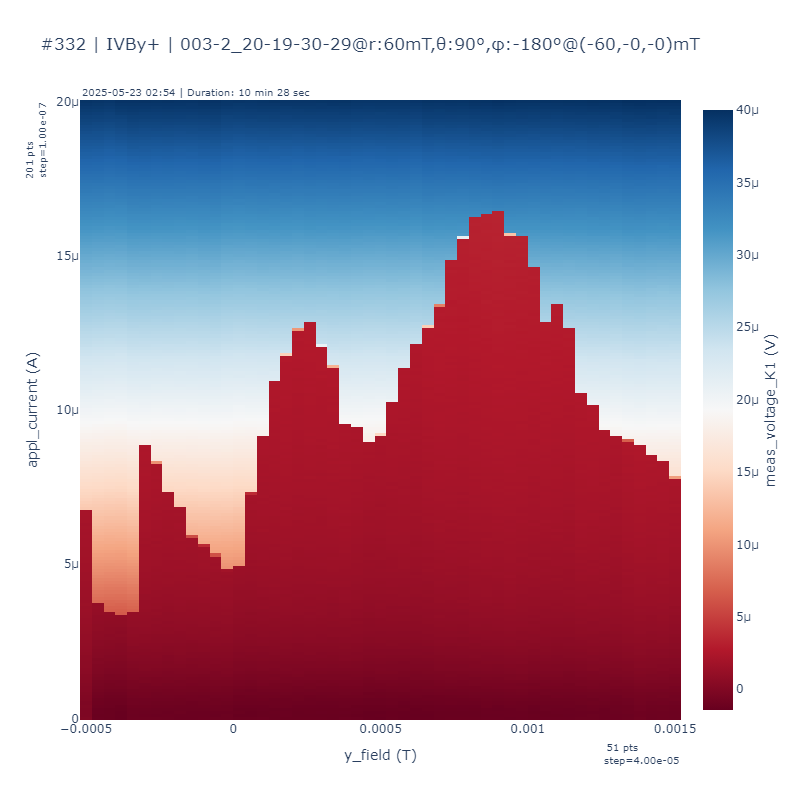 #332 | IVBy+ | 003-2_20-19-30-29@r:60mT,θ:90°,φ:-180°@(-60,-0,-0)mT
2025-05-23 02:54 | Duration: 10 min 28 sec
201 pts
step=1.00e-07
20μ
15μ
10μ
5μ
0
appl_current (A)
−0.0005
0
0.0005
0.001
0.0015
y_field (T)
51 pts
step=4.00e-05
40μ
35μ
30μ
25μ
20μ
15μ
10μ
5μ
0
meas_voltage_K1 (V)